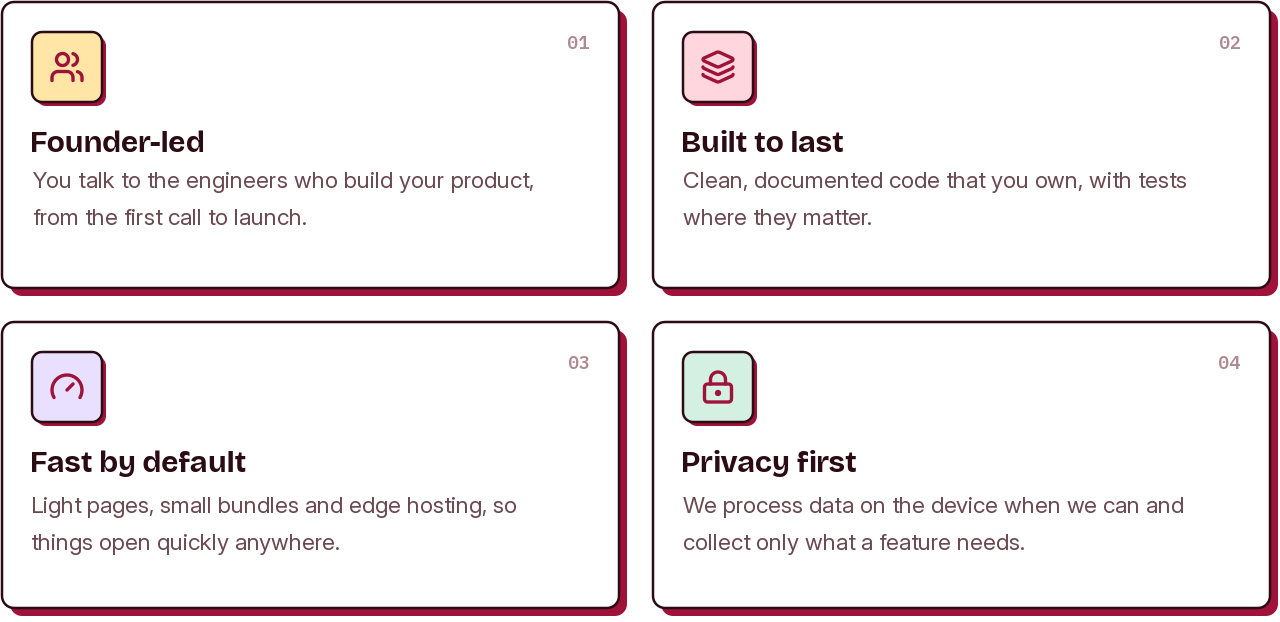 01
Founder-led
You talk to the engineers who build your product,
from the first call to launch.
02
Built to last
Clean, documented code that you own, with tests
where they matter.
03
Fast by default
Light pages, small bundles and edge hosting, so
things open quickly anywhere.
04
Privacy first
We process data on the device when we can and
collect only what a feature needs.